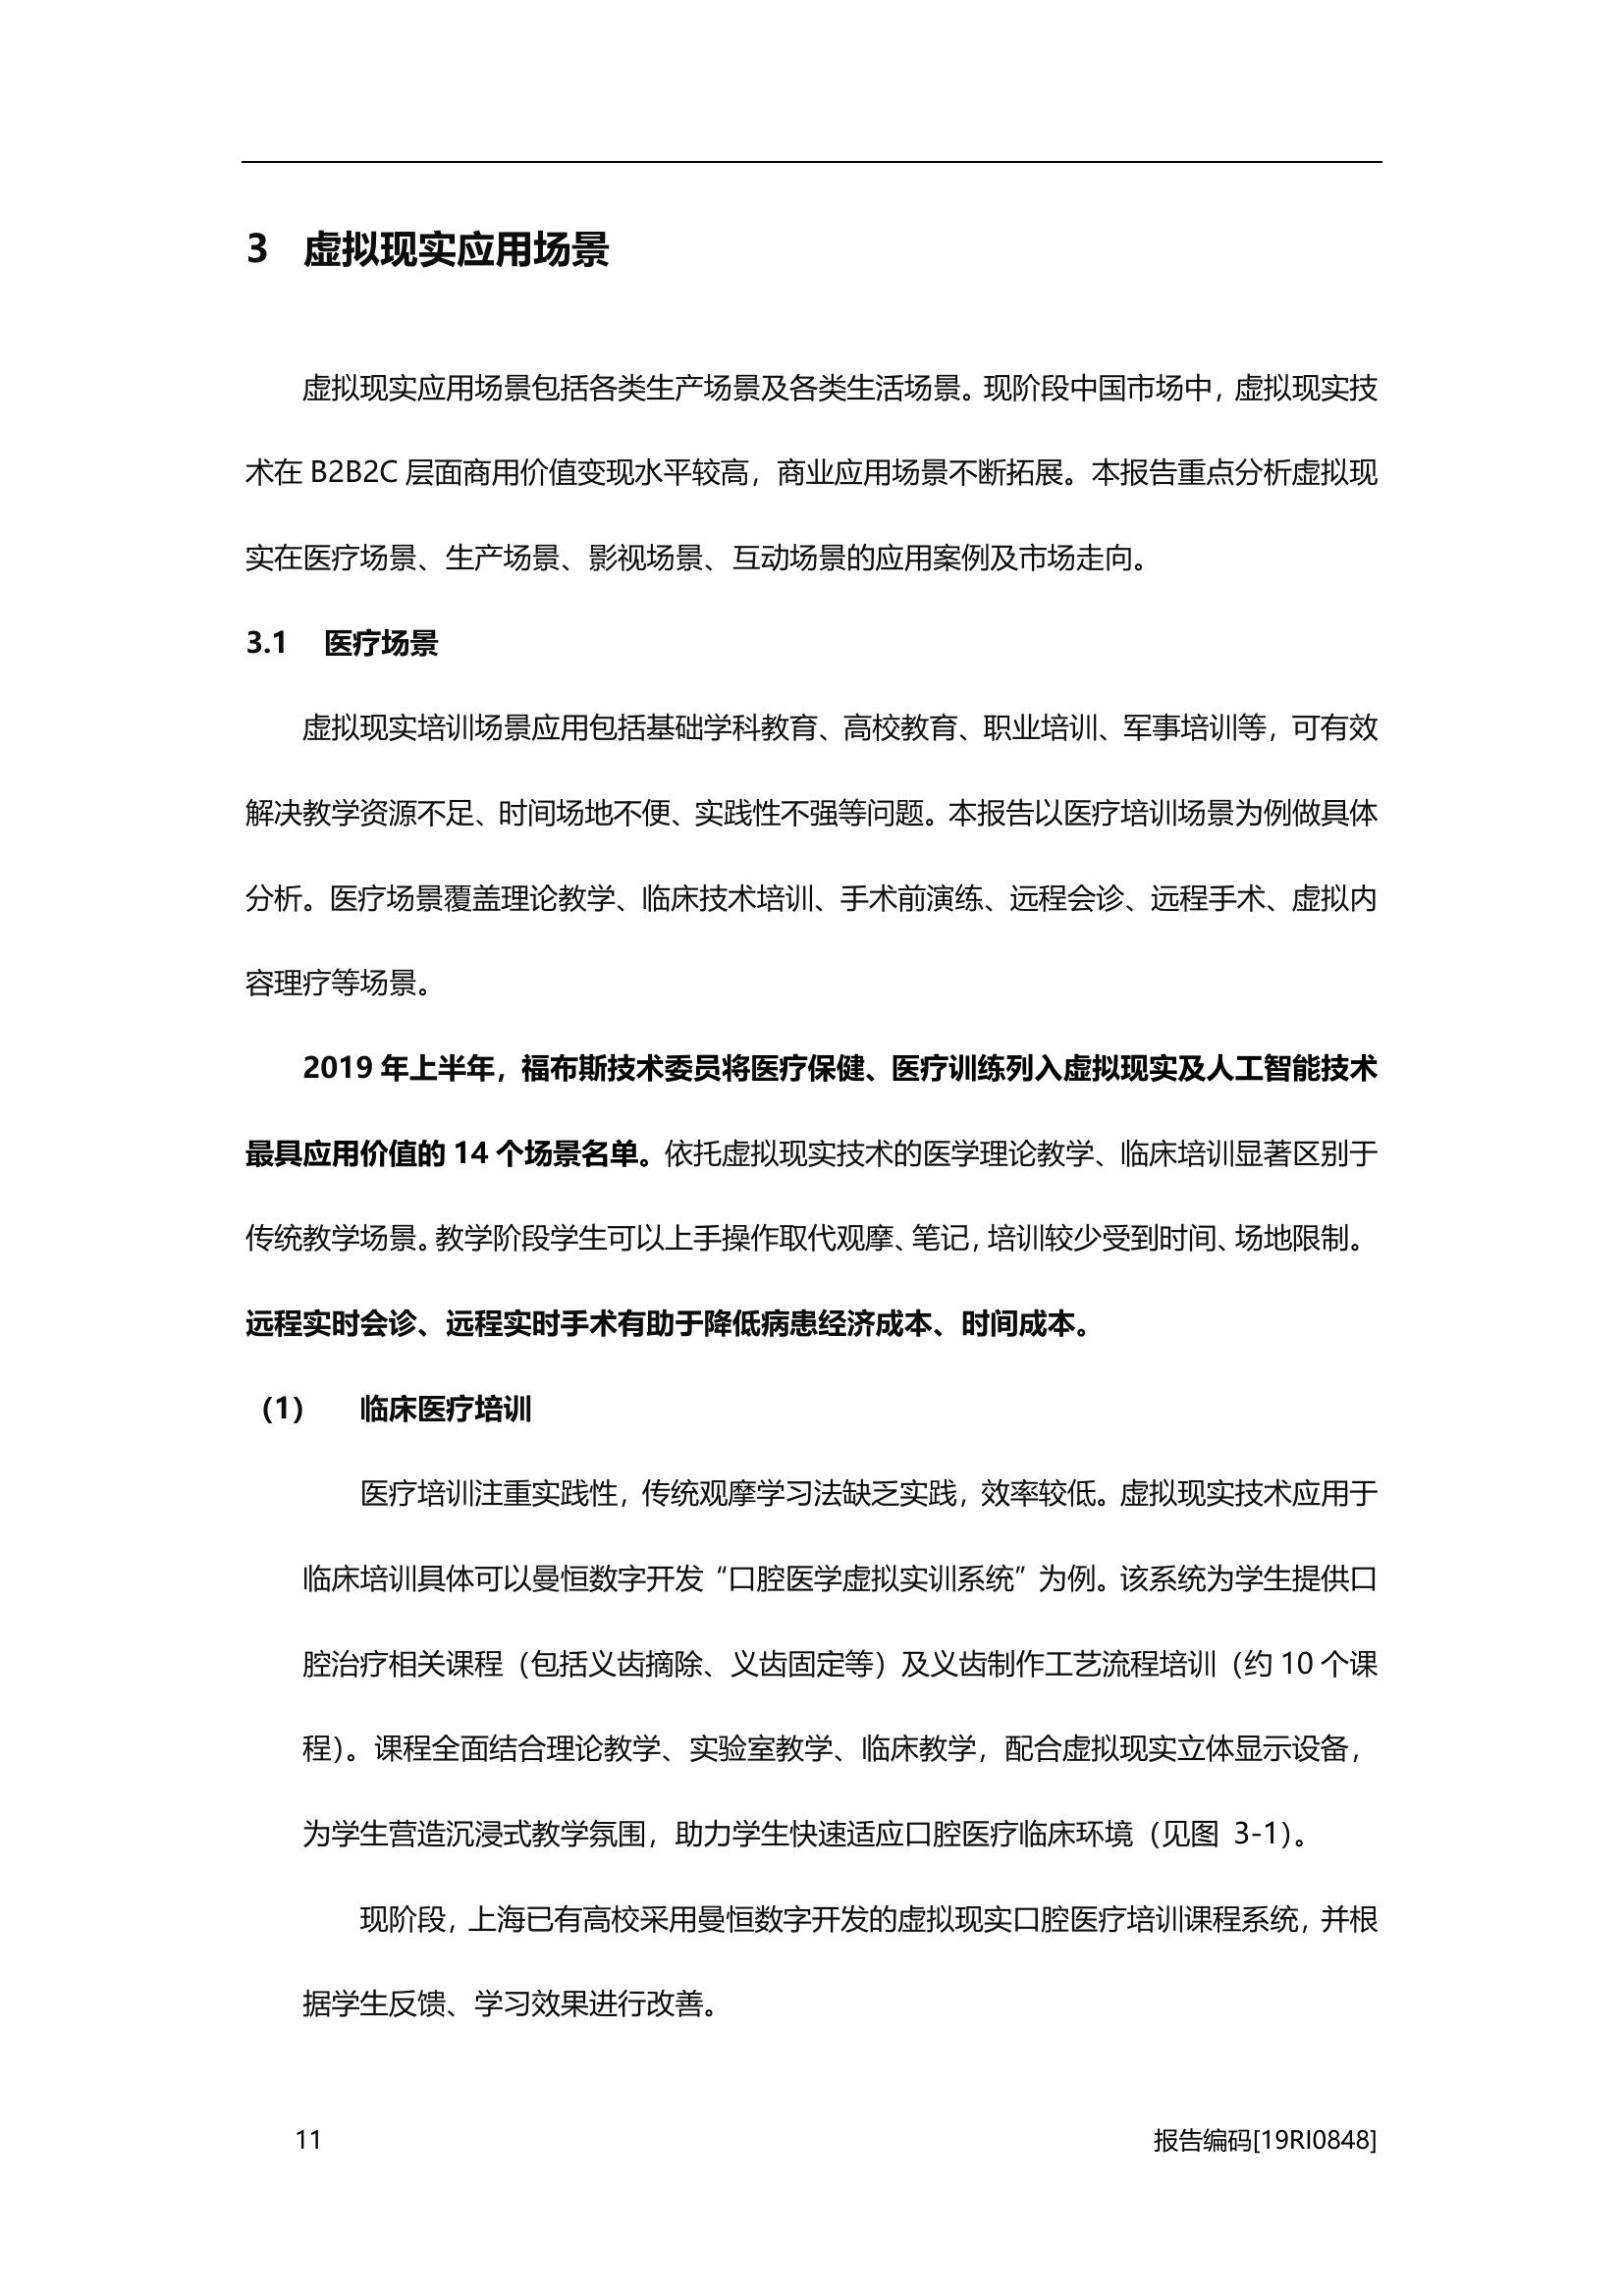 3 虚拟现实应用场景
虚拟现实应用场景包括各类生产场景及各类生活场景。现阶段中国市场中，虚拟现实技
术在 B2B2C 层面商用价值变现水平较高，商业应用场景不断拓展。本报告重点分析虚拟现
实在医疗场景、生产场景、影视场景、互动场景的应用案例及市场走向。
3.1 医疗场景
虚拟现实培训场景应用包括基础学科教育、高校教育、职业培训、军事培训等，可有效
解决教学资源不足、时间场地不便、实践性不强等问题。本报告以医疗培训场景为例做具体
分析。医疗场景覆盖理论教学、临床技术培训、手术前演练、远程会诊、远程手术、虚拟内
容理疗等场景。
2019 年上半年，福布斯技术委员将医疗保健、医疗训练列入虚拟现实及人工智能技术
最具应用价值的 14 个场景名单。依托虚拟现实技术的医学理论教学、临床培训显著区别于
传统教学场景。教学阶段学生可以上手操作取代观摩、笔记，培训较少受到时间、场地限制。
远程实时会诊、远程实时手术有助于降低病患经济成本、时间成本。
（1） 临床医疗培训
医疗培训注重实践性，传统观摩学习法缺乏实践，效率较低。虚拟现实技术应用于
临床培训具体可以曼恒数字开发“口腔医学虚拟实训系统”为例。该系统为学生提供口
腔治疗相关课程（包括义齿摘除、义齿固定等）及义齿制作工艺流程培训（约 10 个课
程）。课程全面结合理论教学、实验室教学、临床教学，配合虚拟现实立体显示设备，
为学生营造沉浸式教学氛围，助力学生快速适应口腔医疗临床环境（见图 3-1）。
现阶段，上海已有高校采用曼恒数字开发的虚拟现实口腔医疗培训课程系统，并根
据学生反馈、学习效果进行改善。
11 报告编码[19RI0848]